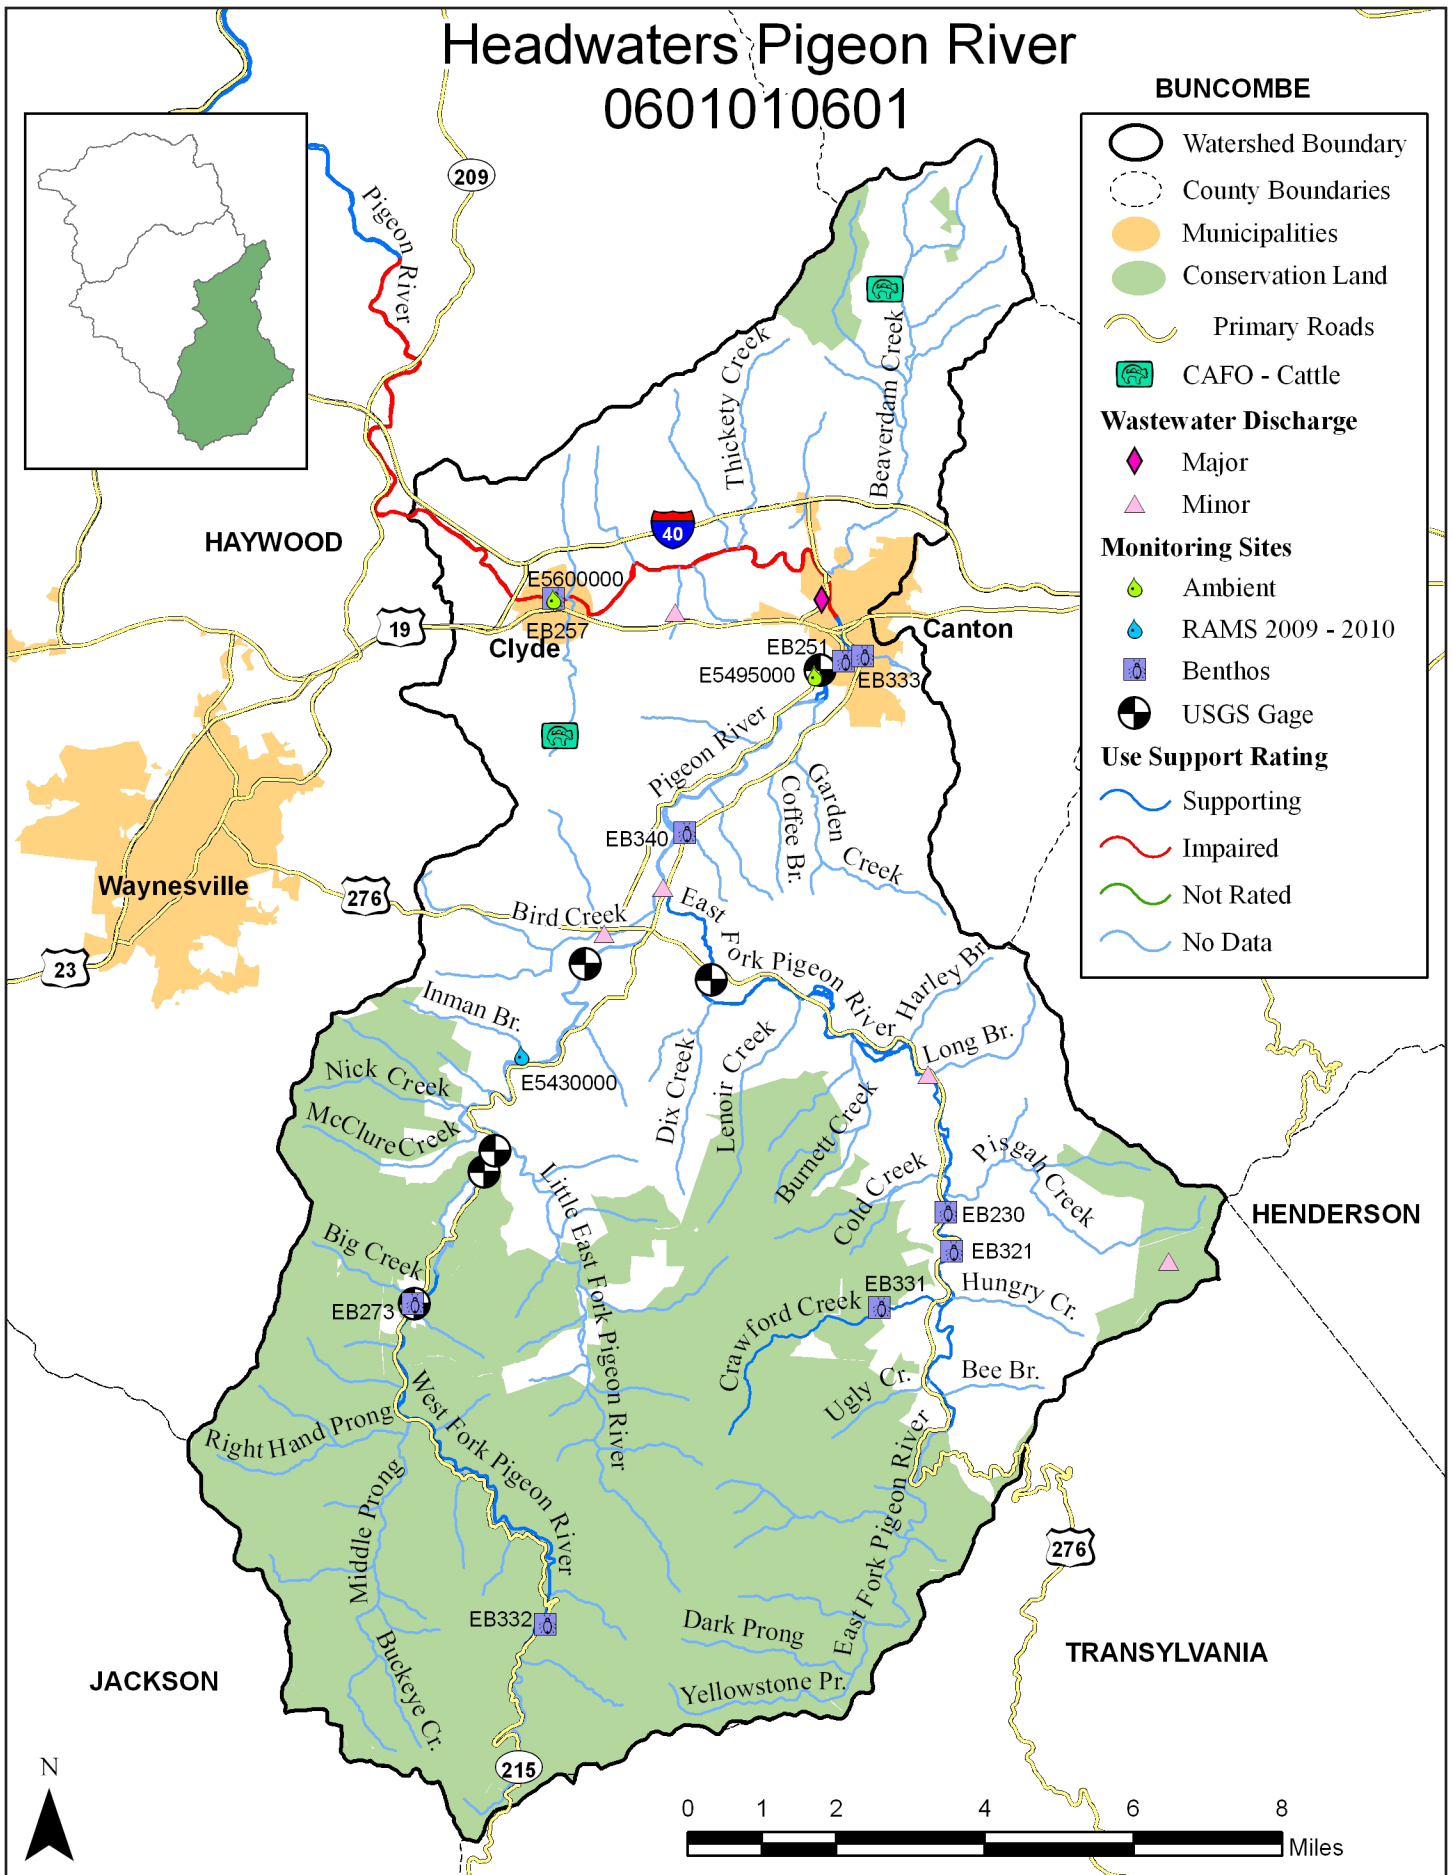 Headwaters Pigeon River
0601010601
BUNCOMBE
Watershed Boundary
County Boundaries
Municipalities
Conservation Land
Primary Roads
CAFO - Cattle
Wastewater Discharge
Major
Minor
Monitoring Sites
Ambient
RAMS 2009 - 2010
Benthos
USGS Gage
Use Support Rating
Supporting
Impaired
Not Rated
No Data
209
Pigeon River
Thickety Creek
Beaverdam Creek
HAYWOOD
40
E5600000
EB257
Clyde
19
Canton
EB251
E5495000
EB333
Pigeon River
Coffee Br.
Garden Creek
EB340
Waynesville
276
23
Bird Creek
East Fork Pigeon River
Harley Br.
Inman Br.
Long Br.
E5430000
Nick Creek
McClure Creek
Dix Creek
Lenoir Creek
Burnett Creek
Cold Creek
Pisgah Creek
Little East Fork Pigeon River
HENDERSON
EB230
EB321
Big Creek
EB331
Hungry Cr.
EB273
Crawford Creek
Bee Br.
Ugly Cr.
West Fork Pigeon River
Right Hand Prong
Middle Prong
East Fork Pigeon River
276
EB332
Dark Prong
Buckeye Cr.
Yellowstone Pr.
TRANSYLVANIA
JACKSON
215
N
0 1 2 4 6 8
Miles